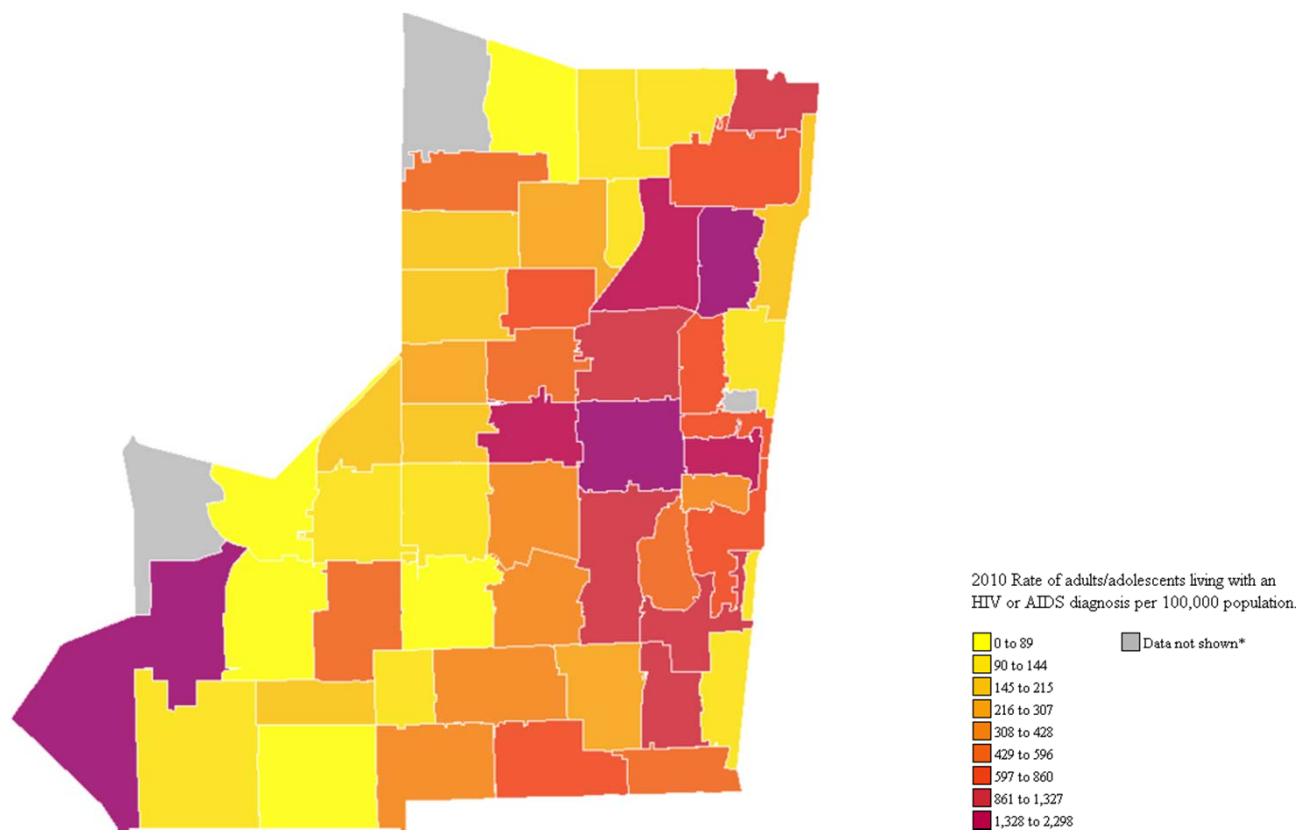 2010 Rate of adults/adolescents living with an
HIV or AIDS diagnosis per 100,000 population.
0 to 89
Data not shown*
90 to 144
145 to 215
216 to 307
308 to 428
429 to 596
597 to 860
861 to 1,327
1,328 to 2,298